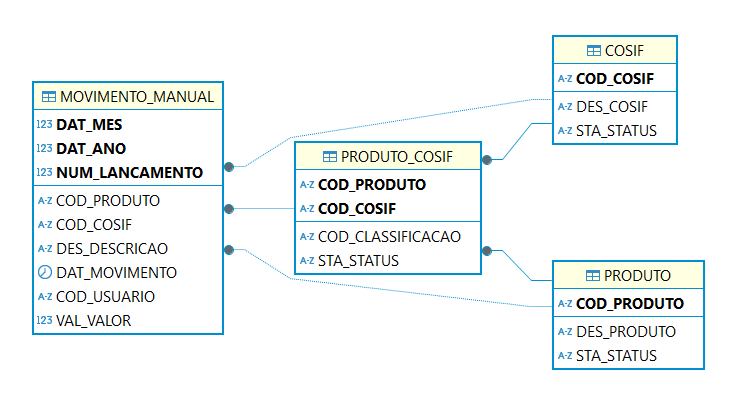 MOVIMENTO_MANUAL
123 DAT_MES
123 DAT_ANO
123 NUM_LANCAMENTO
A-Z COD_PRODUTO
A-Z COD_COSIF
A-Z DES_DESCRICAO
DAT_MOVIMENTO
A-Z COD_USUARIO
123 VAL_VALOR
PRODUTO_COSIF
A-Z COD_PRODUTO
A-Z COD_COSIF
A-Z COD_CLASSIFICACAO
A-Z STA_STATUS
COSIF
A-Z COD_COSIF
A-Z DES_COSIF
A-Z STA_STATUS
PRODUTO
A-Z COD_PRODUTO
A-Z DES_PRODUTO
A-Z STA_STATUS